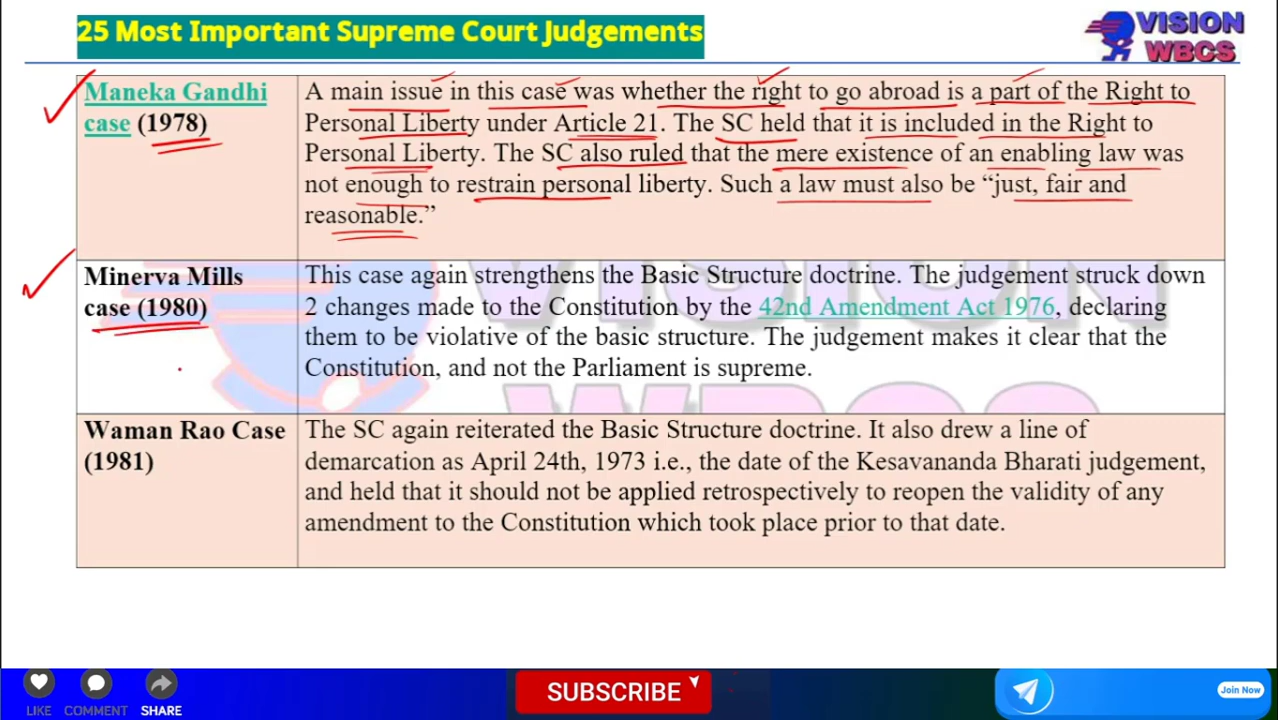 25 Most Important Supreme Court Judgements
VISION
WBCS
Maneka Gandhi
case (1978)
A main issue in this case was whether the right to go abroad is a part of the Right to
Personal Liberty under Article 21. The SC held that it is included in the Right to
Personal Liberty. The SC also ruled that the mere existence of an enabling law was
not enough to restrain personal liberty. Such a law must also be “just, fair and
reasonable.”
Minerva Mills
case (1980)
This case again strengthens the Basic Structure doctrine. The judgement struck down
2 changes made to the Constitution by the 42nd Amendment Act 1976, declaring
them to be violative of the basic structure. The judgement makes it clear that the
Constitution, and not the Parliament is supreme.
VISION
WBCS
Waman Rao Case
(1981)
The SC again reiterated the Basic Structure doctrine. It also drew a line of
demarcation as April 24th, 1973 i.e., the date of the Kesavananda Bharati judgement,
and held that it should not be applied retrospectively to reopen the validity of any
amendment to the Constitution which took place prior to that date.
LIKE
COMMENT
SHARE
SUBSCRIBE
Join Now